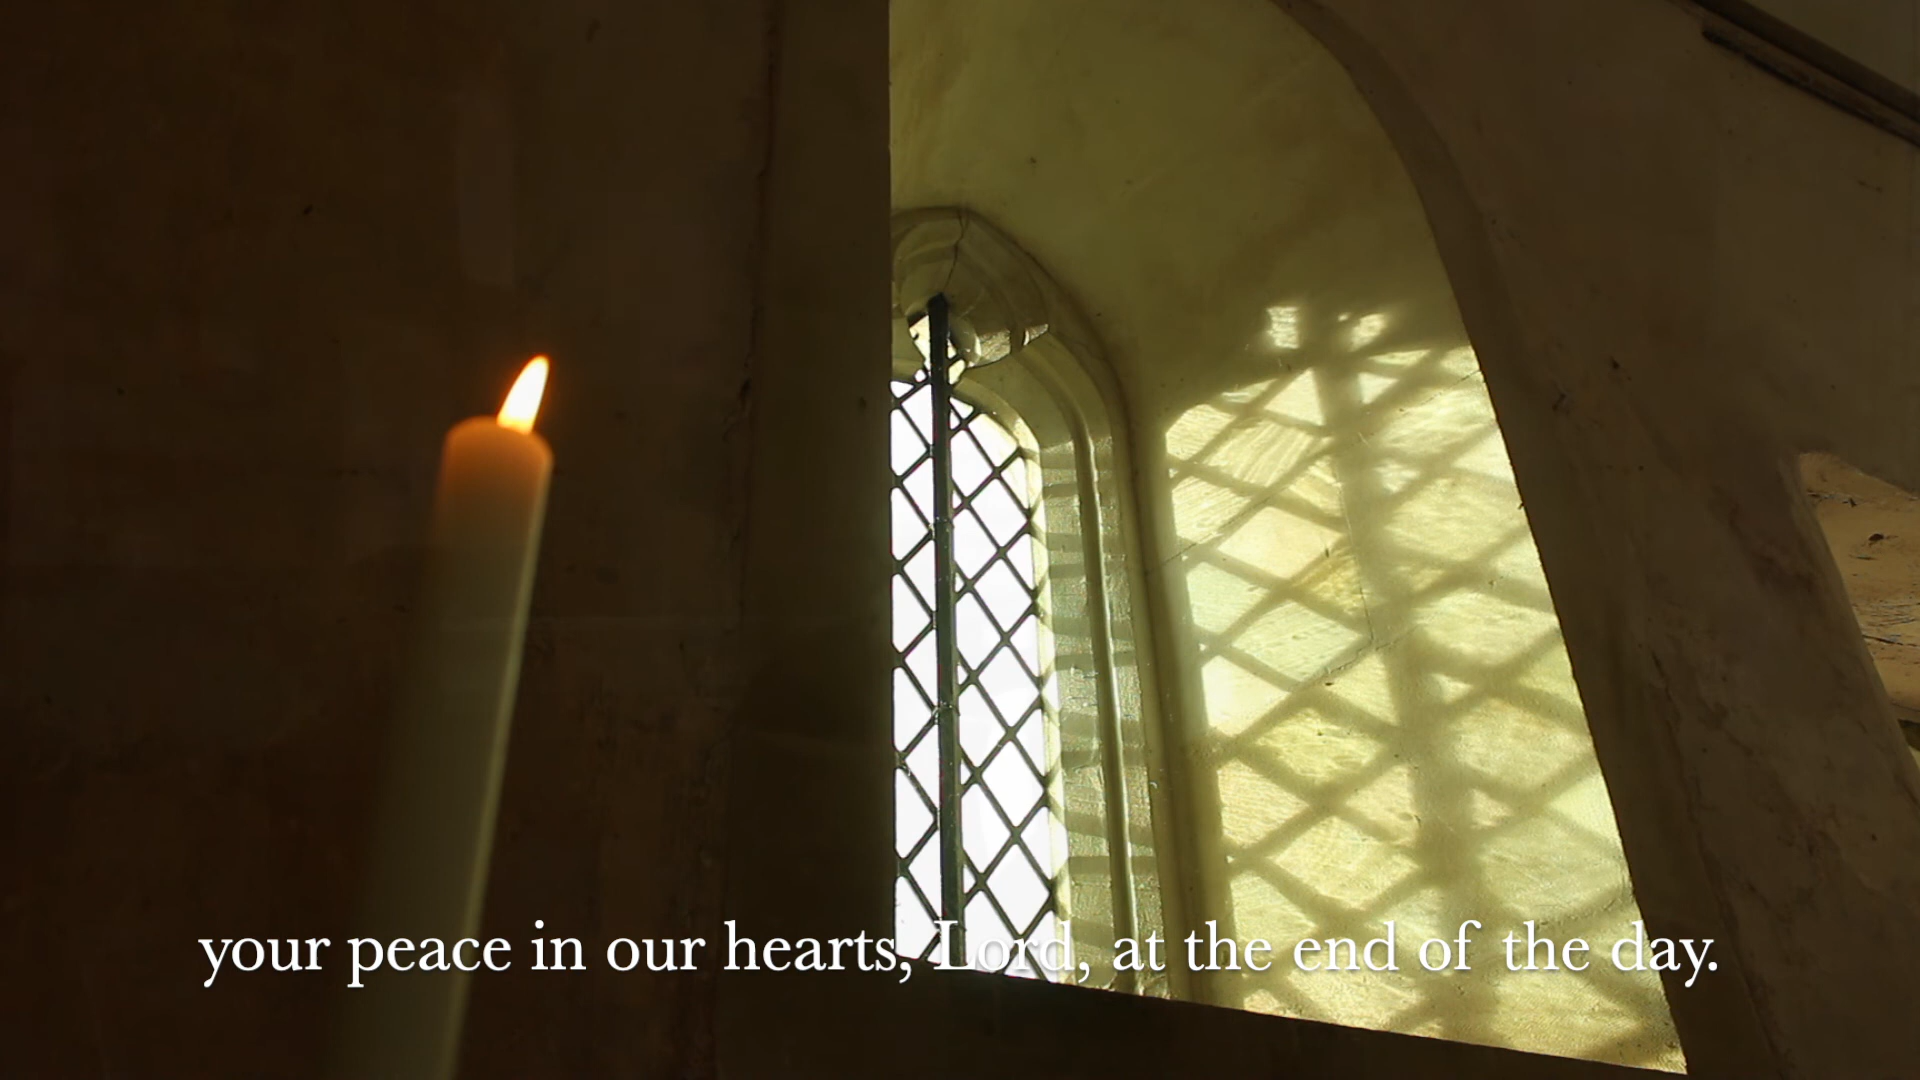 your peace in our hearts, Lord, at the end of the day.